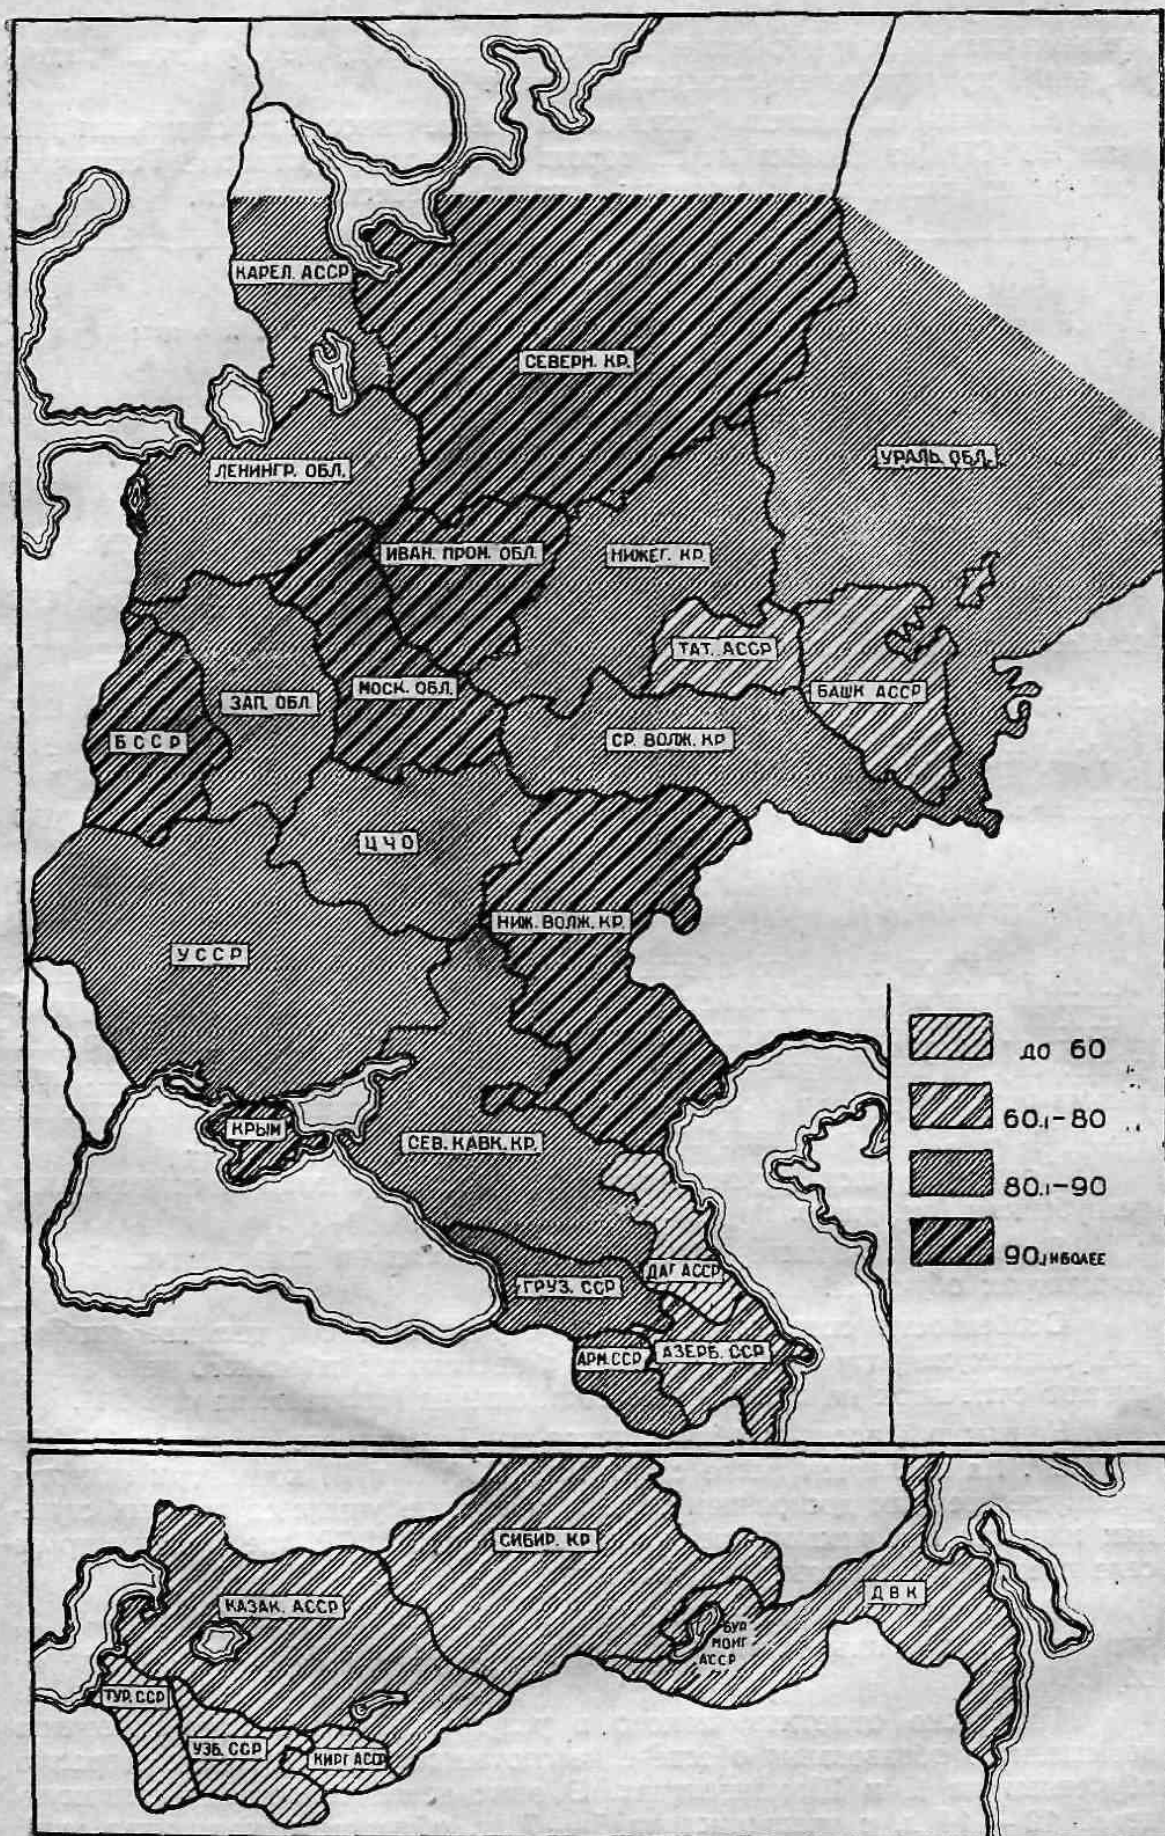 КАРЕЛ. АССР
СЕВЕРН. КР.
УРАЛЬ. ОБЛ.
ЛЕНИНГР. ОБЛ.
ИВАН. ПРОМ. ОБЛ.
НИЖЕГ. КР.
ТАТ. АССР
БАШК АССР
ЗАП. ОБЛ
МОСК. ОБЛ.
БССР
СР. ВОЛЖ. КР
ЦЧО
НИЖ. ВОЛЖ. КР.
УССР
КРЫМ
СЕВ. КАВК. КР.
ГРУЗ. ССР
ДАГ АССР
АРМ. ССР
АЗЕРБ. ССР
ДО 60
60.1-80
80.1-90
90.1 И БОЛЕЕ
СИБИР. КР
КАЗАК. АССР
ДВК
БУР
МОНГ
АССР
ТУР. ССР
УЗБ. ССР
КИРГ АССР